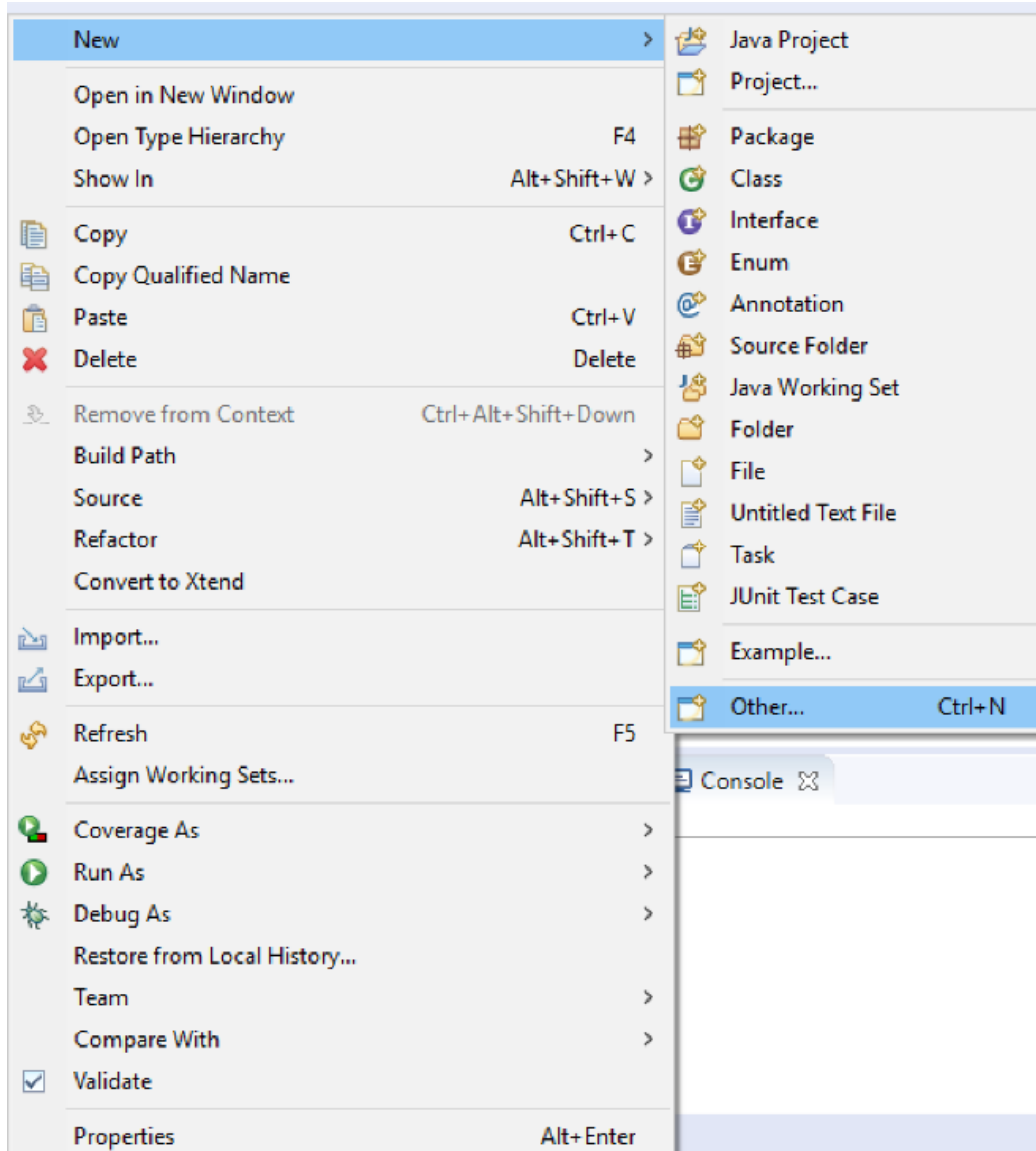 New >
Open in New Window
Open Type Hierarchy F4
Show In Alt+Shift+W >
Copy Ctrl+C
Copy Qualified Name
Paste Ctrl+V
Delete Delete
Remove from Context Ctrl+Alt+Shift+Down
Build Path >
Source Alt+Shift+S >
Refactor Alt+Shift+T >
Convert to Xtend
Import...
Export...
Refresh F5
Assign Working Sets...
Coverage As >
Run As >
Debug As >
Restore from Local History...
Team >
Compare With >
Validate
Properties Alt+Enter
Java Project
Project...
Package
Class
Interface
Enum
Annotation
Source Folder
Java Working Set
Folder
File
Untitled Text File
Task
JUnit Test Case
Example...
Other... Ctrl+N
Console